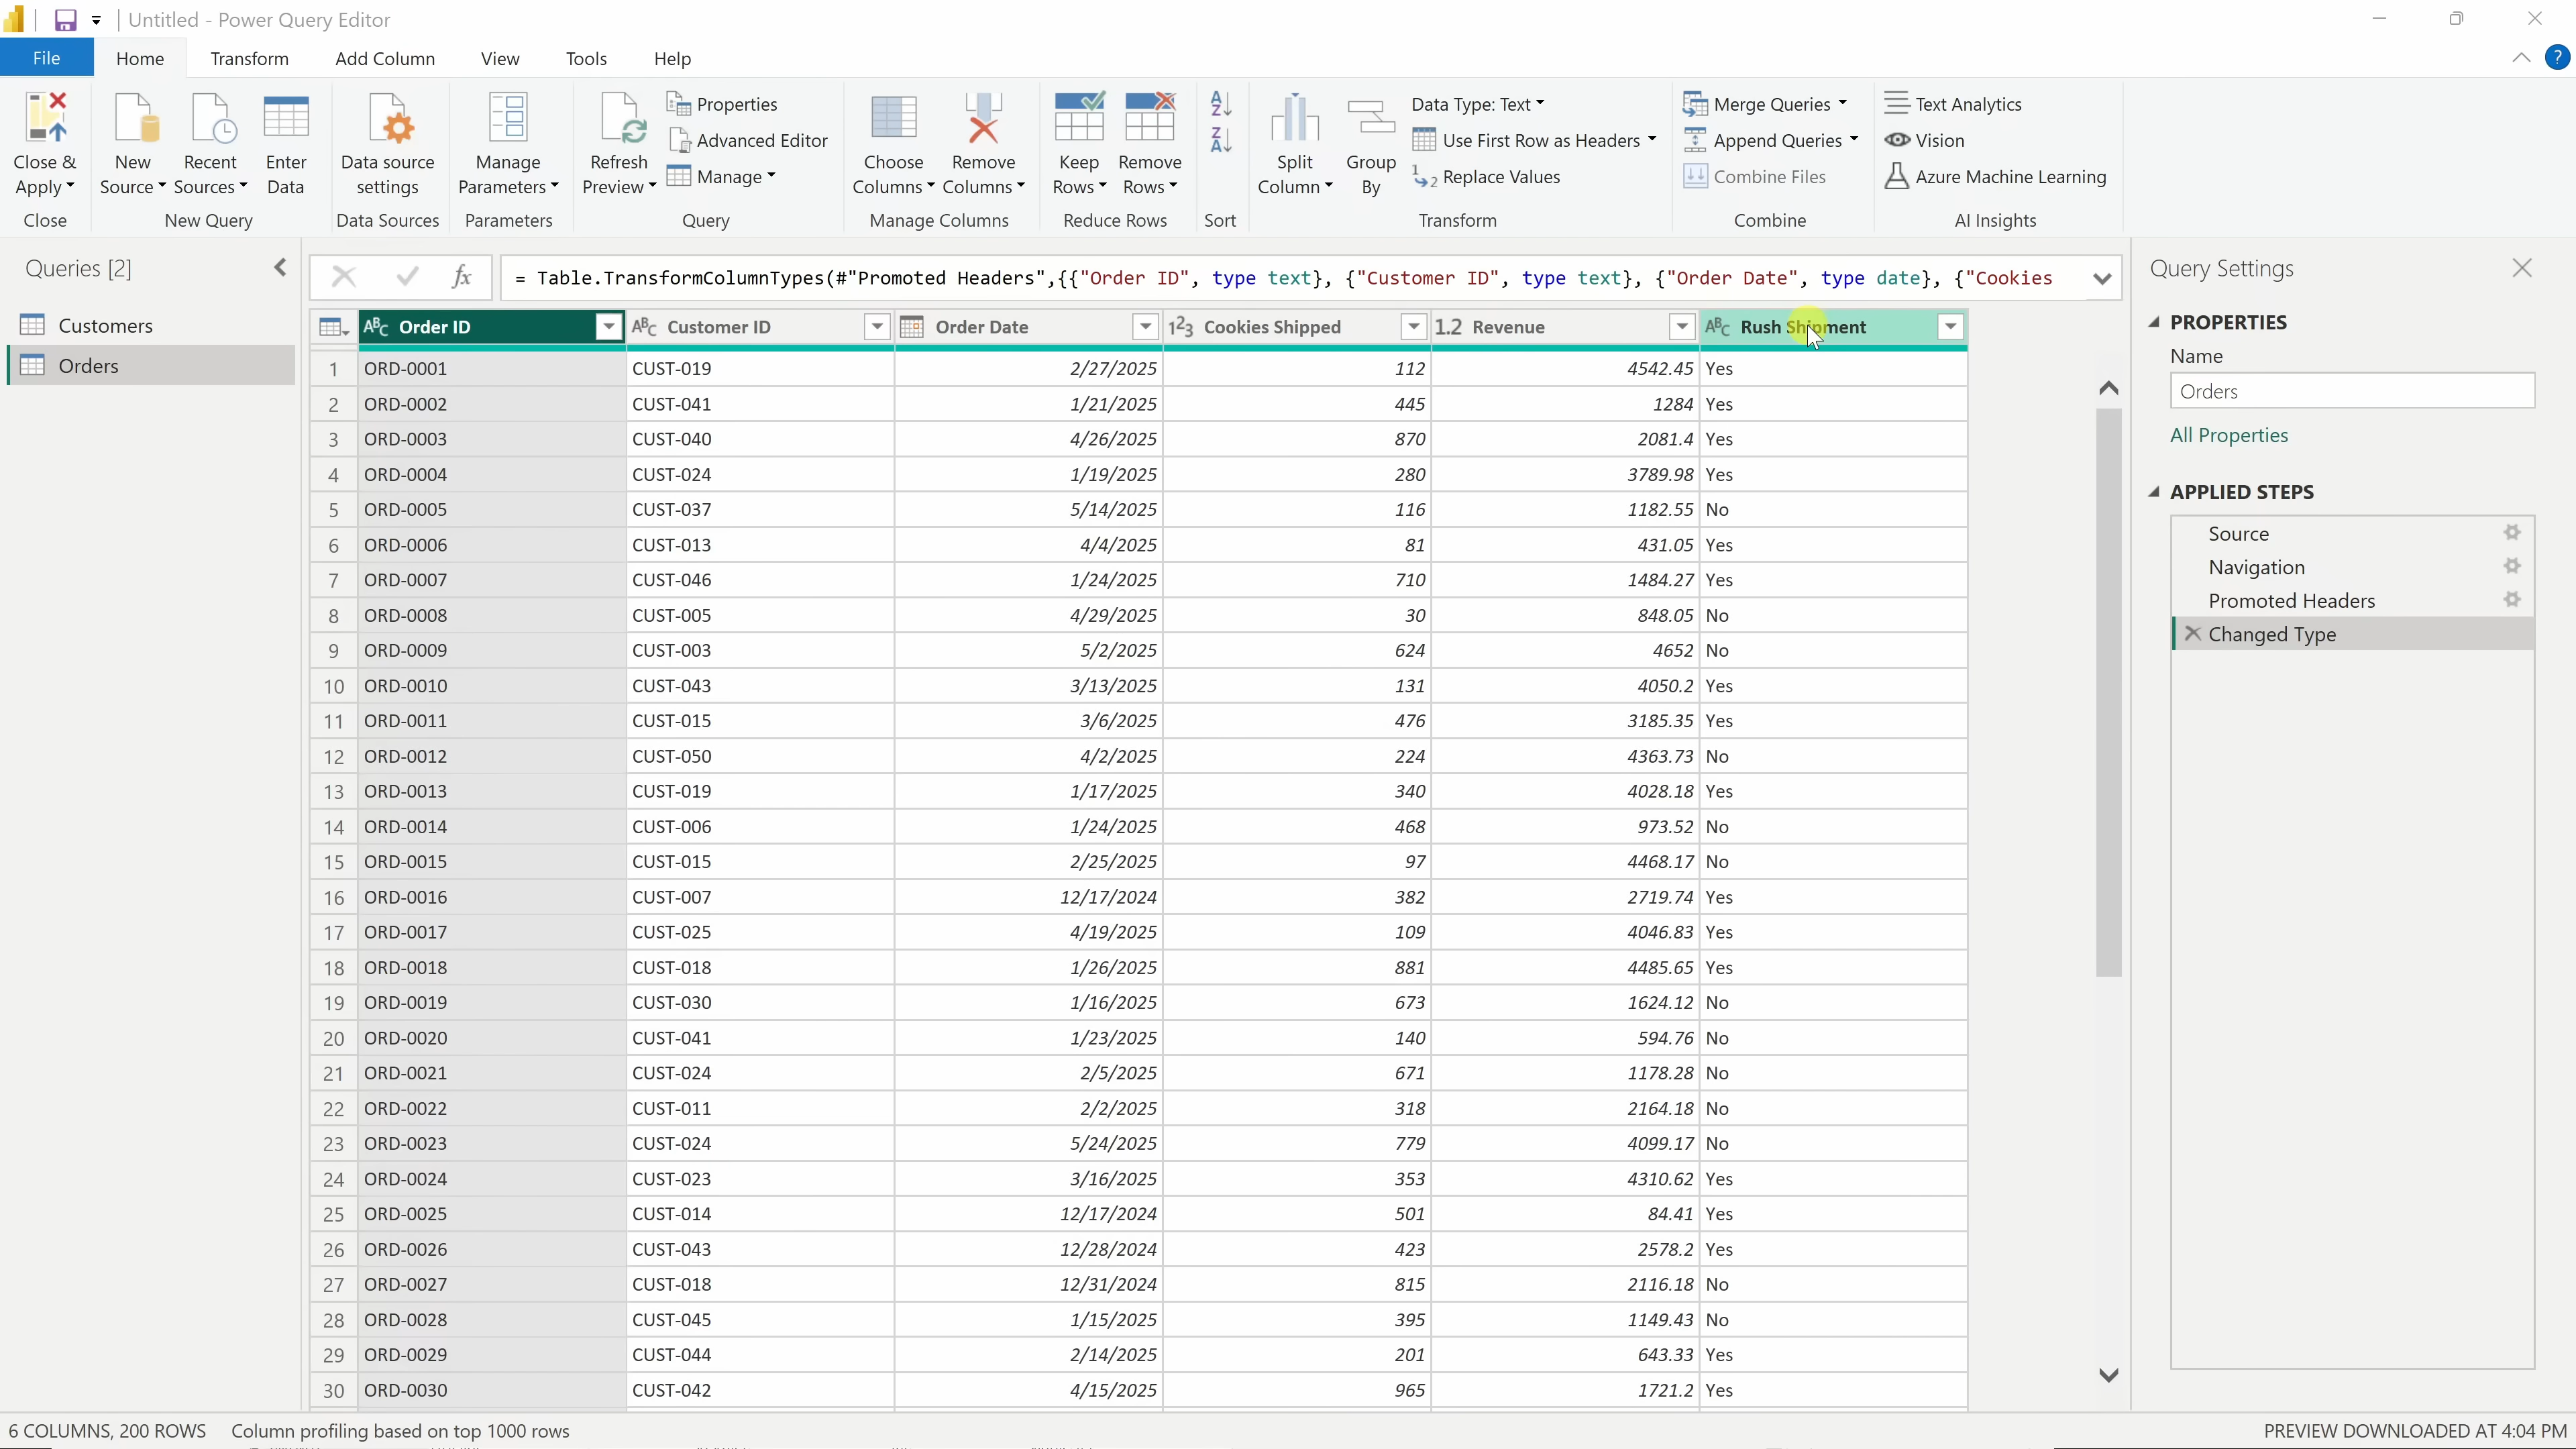 Untitled - Power Query Editor
File Home Transform Add Column View Tools Help
Close & Apply
New Source
Recent Sources
Enter Data
Data source settings
Manage Parameters
Refresh Preview
Properties
Advanced Editor
Manage
Choose Columns
Remove Columns
Keep Rows
Remove Rows
Split Column
Group By
Data Type: Text
Use First Row as Headers
Replace Values
Merge Queries
Append Queries
Combine Files
Text Analytics
Vision
Azure Machine Learning
Close New Query Data Sources Parameters Query Manage Columns Reduce Rows Sort Transform Combine AI Insights
Queries [2]
Customers
Orders
fx = Table.TransformColumnTypes(#"Promoted Headers",{{"Order ID", type text}, {"Customer ID", type text}, {"Order Date", type date}, {"Cookies
ABC Order ID ABC Customer ID Order Date 123 Cookies Shipped 1.2 Revenue ABC Rush Shipment
1 ORD-0001 CUST-019 2/27/2025 112 4542.45 Yes
2 ORD-0002 CUST-041 1/21/2025 445 1284 Yes
3 ORD-0003 CUST-040 4/26/2025 870 2081.4 Yes
4 ORD-0004 CUST-024 1/19/2025 280 3789.98 Yes
5 ORD-0005 CUST-037 5/14/2025 116 1182.55 No
6 ORD-0006 CUST-013 4/4/2025 81 431.05 Yes
7 ORD-0007 CUST-046 1/24/2025 710 1484.27 Yes
8 ORD-0008 CUST-005 4/29/2025 30 848.05 No
9 ORD-0009 CUST-003 5/2/2025 624 4652 No
10 ORD-0010 CUST-043 3/13/2025 131 4050.2 Yes
11 ORD-0011 CUST-015 3/6/2025 476 3185.35 Yes
12 ORD-0012 CUST-050 4/2/2025 224 4363.73 No
13 ORD-0013 CUST-019 1/17/2025 340 4028.18 Yes
14 ORD-0014 CUST-006 1/24/2025 468 973.52 No
15 ORD-0015 CUST-015 2/25/2025 97 4468.17 No
16 ORD-0016 CUST-007 12/17/2024 382 2719.74 Yes
17 ORD-0017 CUST-025 4/19/2025 109 4046.83 Yes
18 ORD-0018 CUST-018 1/26/2025 881 4485.65 Yes
19 ORD-0019 CUST-030 1/16/2025 673 1624.12 No
20 ORD-0020 CUST-041 1/23/2025 140 594.76 No
21 ORD-0021 CUST-024 2/5/2025 671 1178.28 No
22 ORD-0022 CUST-011 2/2/2025 318 2164.18 No
23 ORD-0023 CUST-024 5/24/2025 779 4099.17 No
24 ORD-0024 CUST-023 3/16/2025 353 4310.62 Yes
25 ORD-0025 CUST-014 12/17/2024 501 84.41 Yes
26 ORD-0026 CUST-043 12/28/2024 423 2578.2 Yes
27 ORD-0027 CUST-018 12/31/2024 815 2116.18 No
28 ORD-0028 CUST-045 1/15/2025 395 1149.43 No
29 ORD-0029 CUST-044 2/14/2025 201 643.33 Yes
30 ORD-0030 CUST-042 4/15/2025 965 1721.2 Yes
Query Settings
PROPERTIES
Name
Orders
All Properties
APPLIED STEPS
Source
Navigation
Promoted Headers
Changed Type
6 COLUMNS, 200 ROWS Column profiling based on top 1000 rows
PREVIEW DOWNLOADED AT 4:04 PM